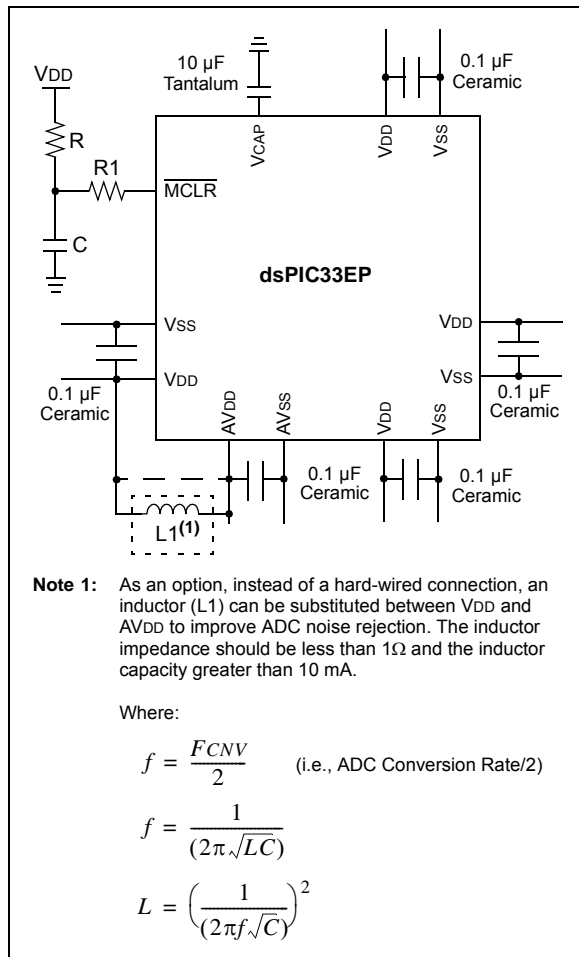 10 µF
Tantalum
0.1 µF
Ceramic
VDD
R
R1
C
VCAP
VDD
VSS
MCLR
dsPIC33EP
VSS
VDD
VDD
VSS
0.1 µF
Ceramic
0.1 µF
Ceramic
AVDD
AVSS
VDD
VSS
0.1 µF
Ceramic
0.1 µF
Ceramic
L1(1)
Note 1: As an option, instead of a hard-wired connection, an
inductor (L1) can be substituted between VDD and
AVDD to improve ADC noise rejection. The inductor
impedance should be less than 1Ω and the inductor
capacity greater than 10 mA.
Where:
f = FCNV / 2 (i.e., ADC Conversion Rate/2)
f = 1 / (2π√LC)
L = (1 / (2πf√C))²